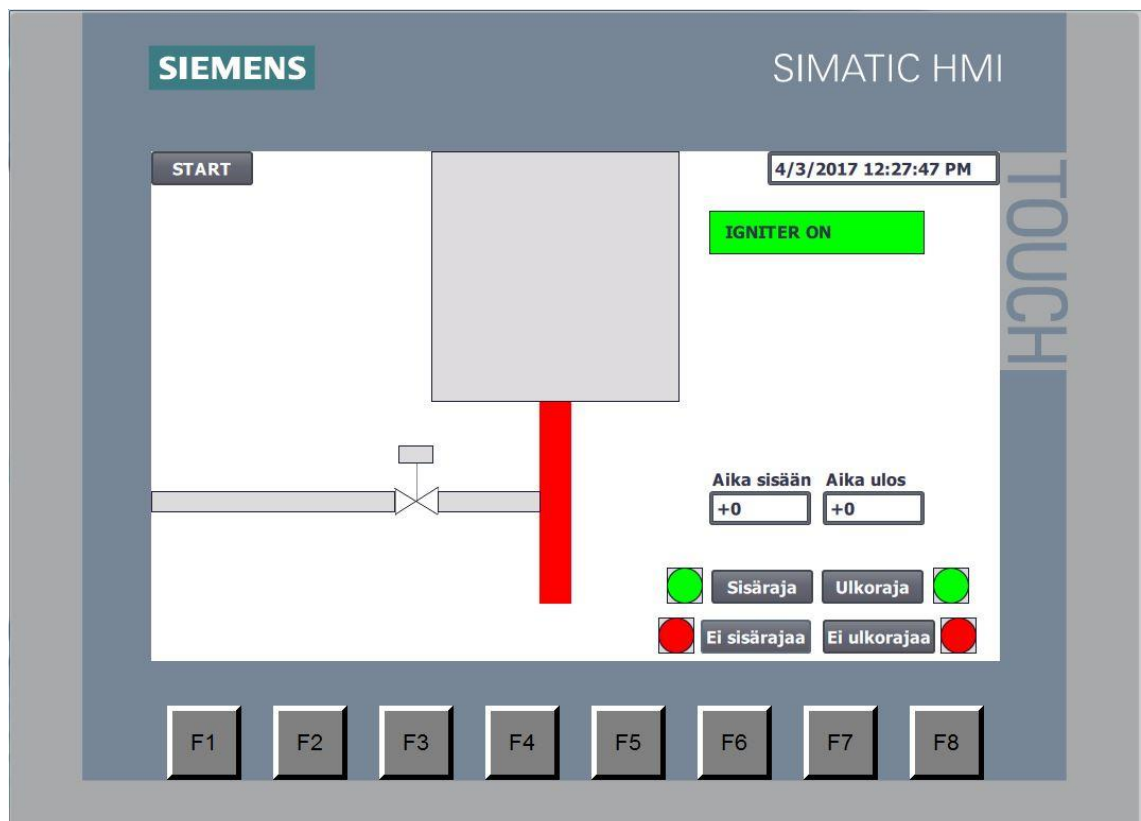 SIEMENS
SIMATIC HMI
TOUCH
START
4/3/2017 12:27:47 PM
IGNITER ON
Aika sisään Aika ulos
+0 +0
Sisäraja Ulkoraja
Ei sisärajaa Ei ulkorajaa
F1 F2 F3 F4 F5 F6 F7 F8